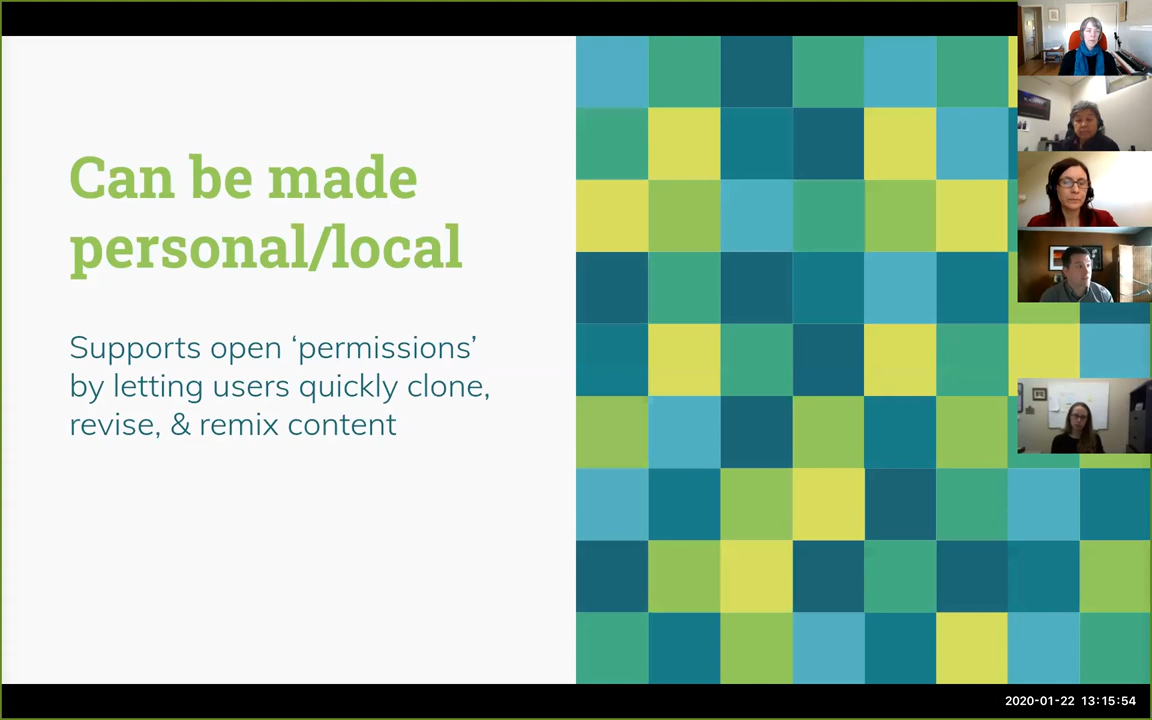 Can be made
personal/local
Supports open ‘permissions’
by letting users quickly clone,
revise, & remix content
2020-01-22 13:15:54